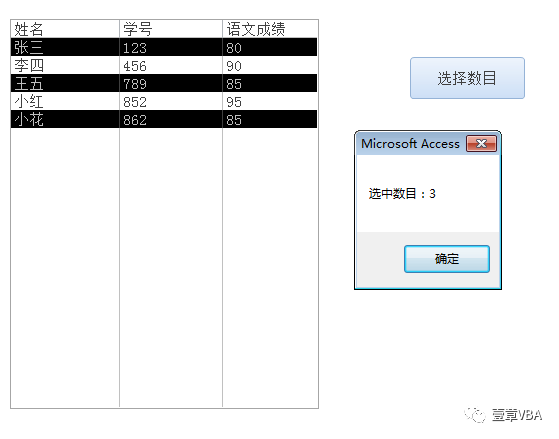 姓名 学号 语文成绩
张三 123 80
李四 456 90
王五 789 85
小红 852 95
小花 862 85
选择数目
Microsoft Access
选中数目：3
确定
壹章VBA